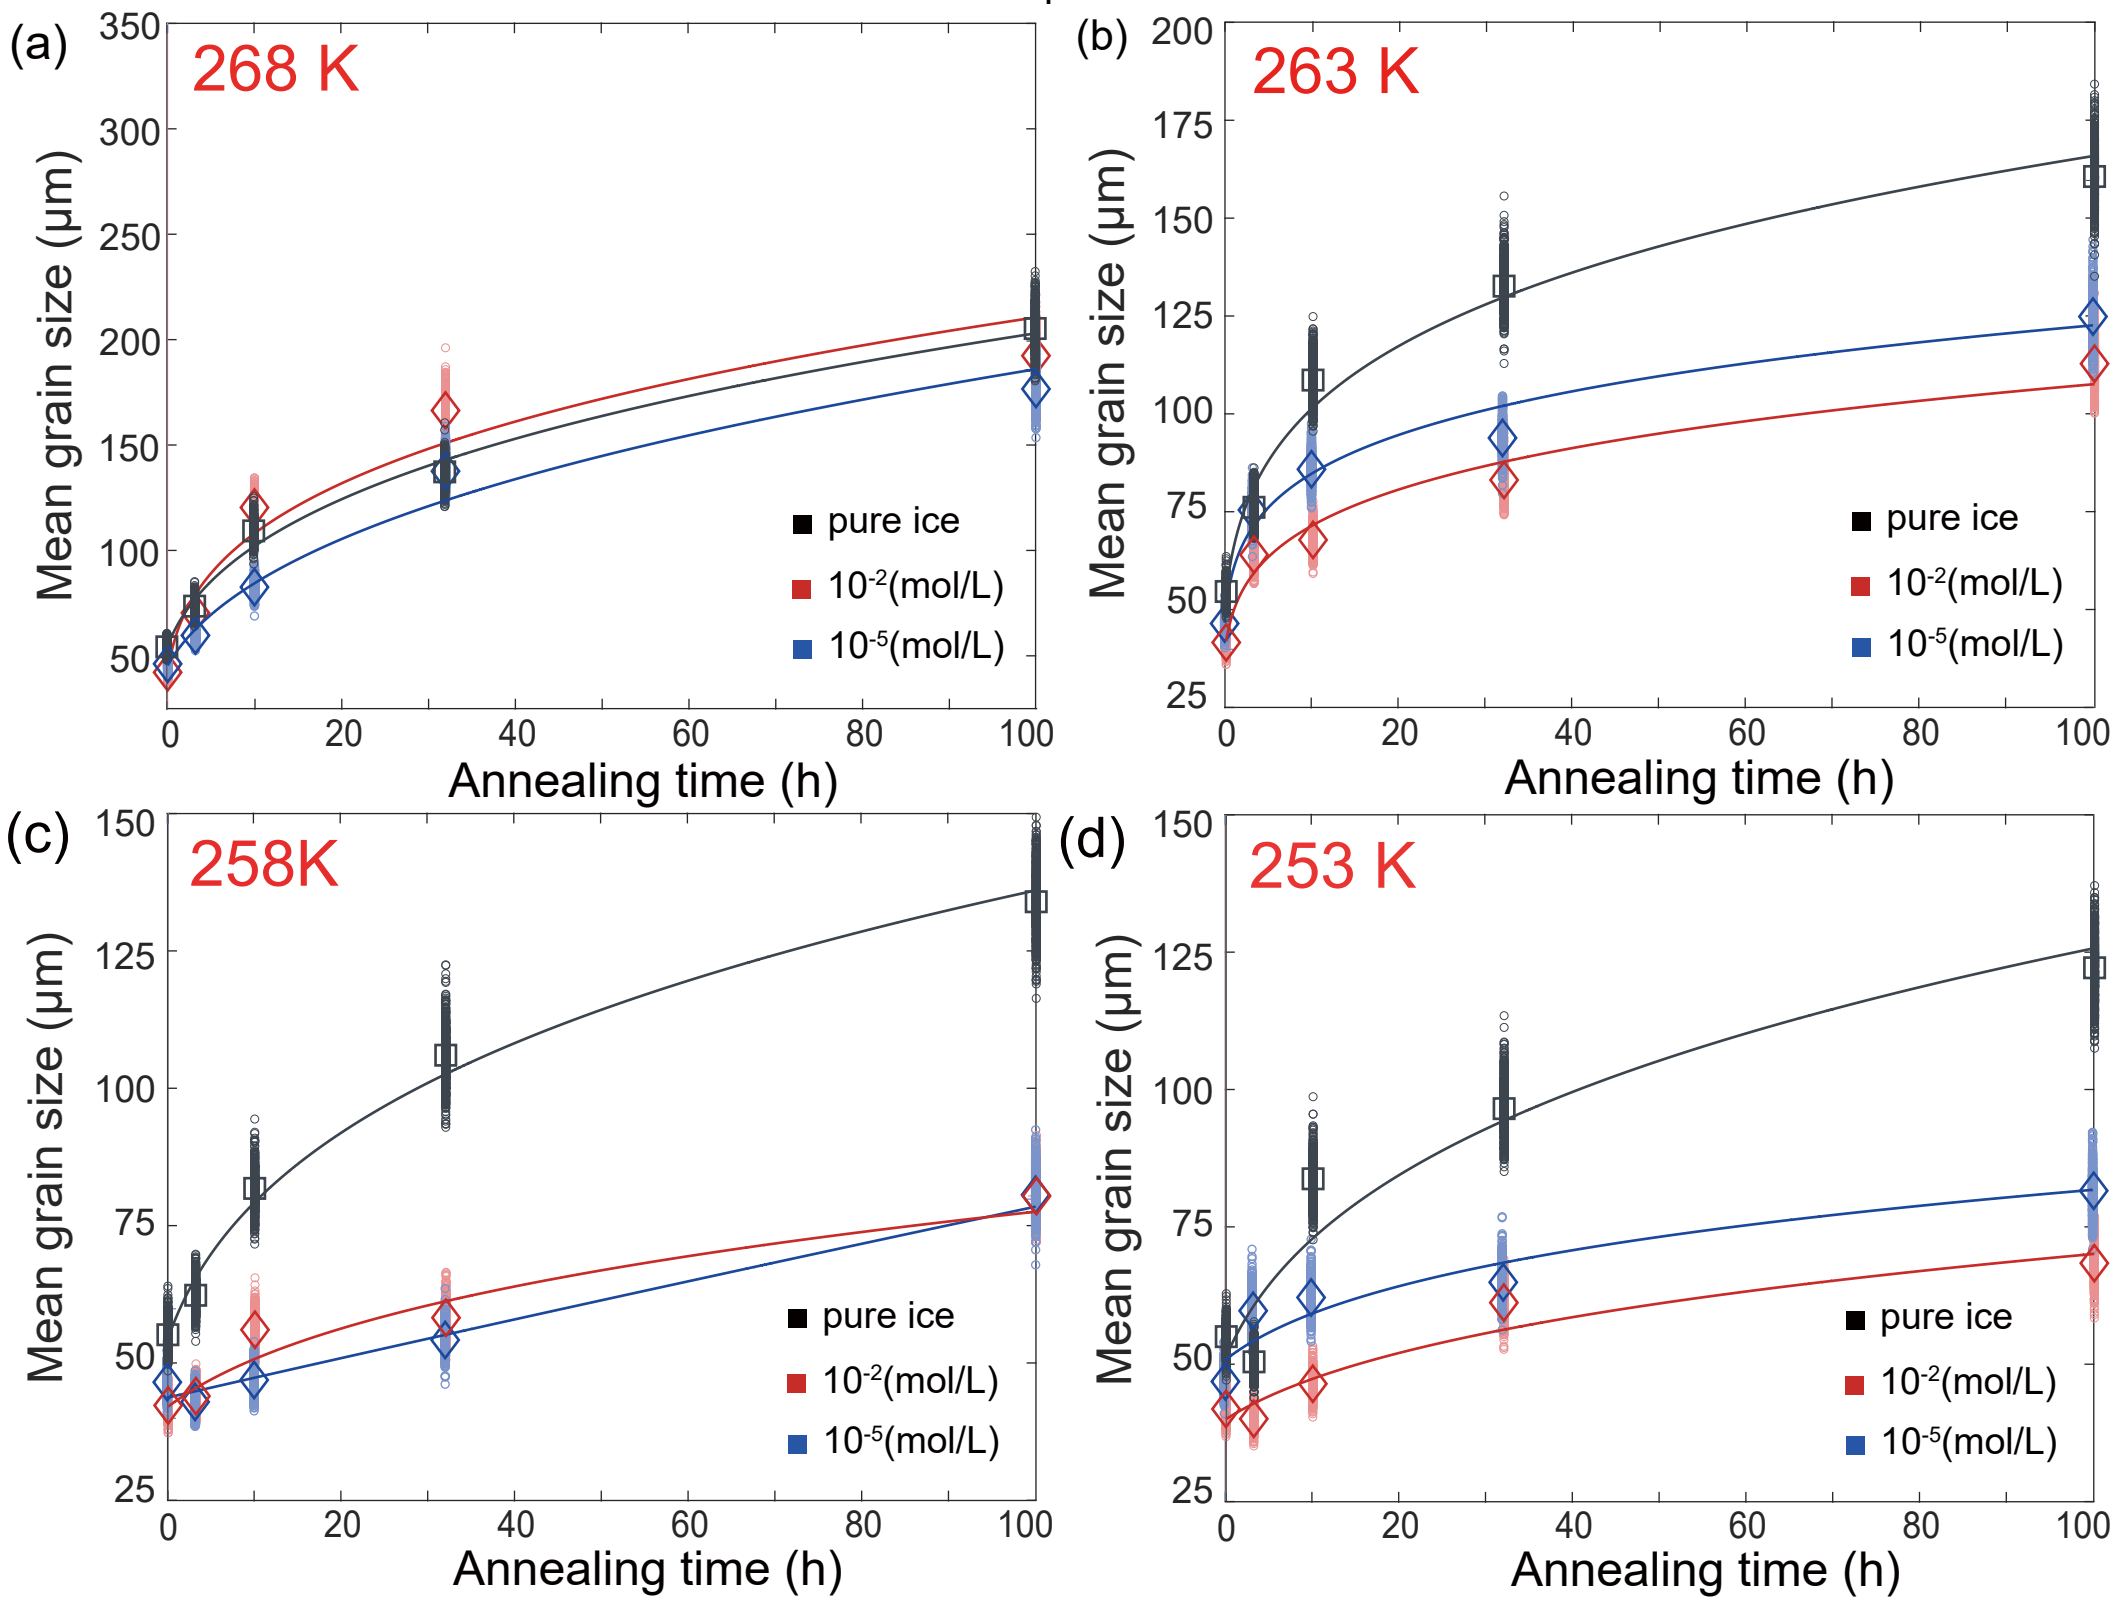 (a)
268 K
350
300
250
200
150
100
50
Mean grain size (μm)
pure ice
10⁻²(mol/L)
10⁻⁵(mol/L)
0 20 40 60 80 100
Annealing time (h)
(b)
263 K
200
175
150
125
100
75
50
25
Mean grain size (μm)
pure ice
10⁻²(mol/L)
10⁻⁵(mol/L)
0 20 40 60 80 100
Annealing time (h)
(c)
258K
150
125
100
75
50
25
Mean grain size (μm)
pure ice
10⁻²(mol/L)
10⁻⁵(mol/L)
0 20 40 60 80 100
Annealing time (h)
(d)
253 K
150
125
100
75
50
25
Mean grain size (μm)
pure ice
10⁻²(mol/L)
10⁻⁵(mol/L)
0 20 40 60 80 100
Annealing time (h)